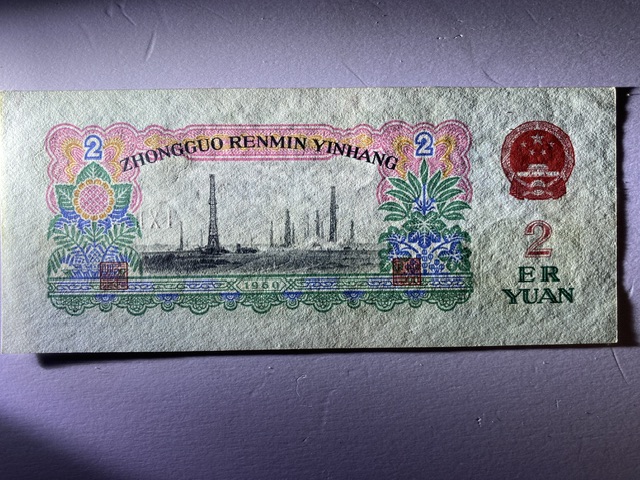 2
ZHONGGUO RENMIN YINHANG
2
1960
2
ER
YUAN